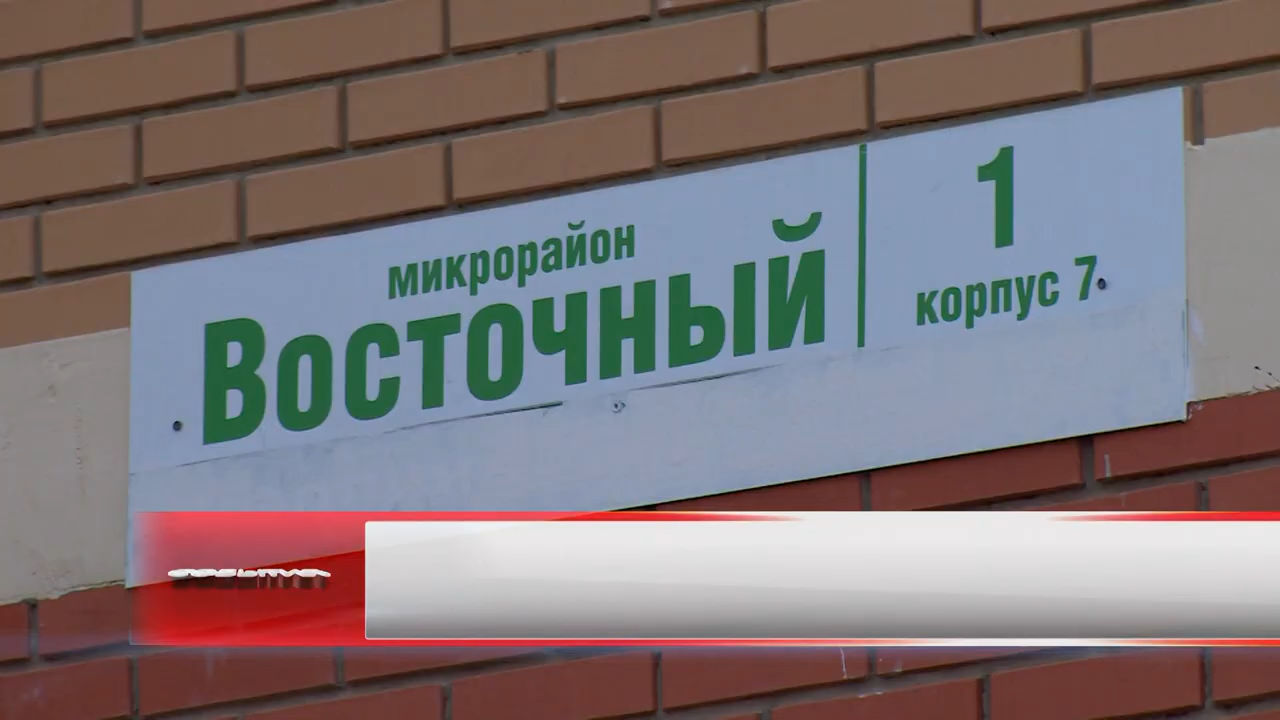 микрорайон
Восточный
1
корпус 7